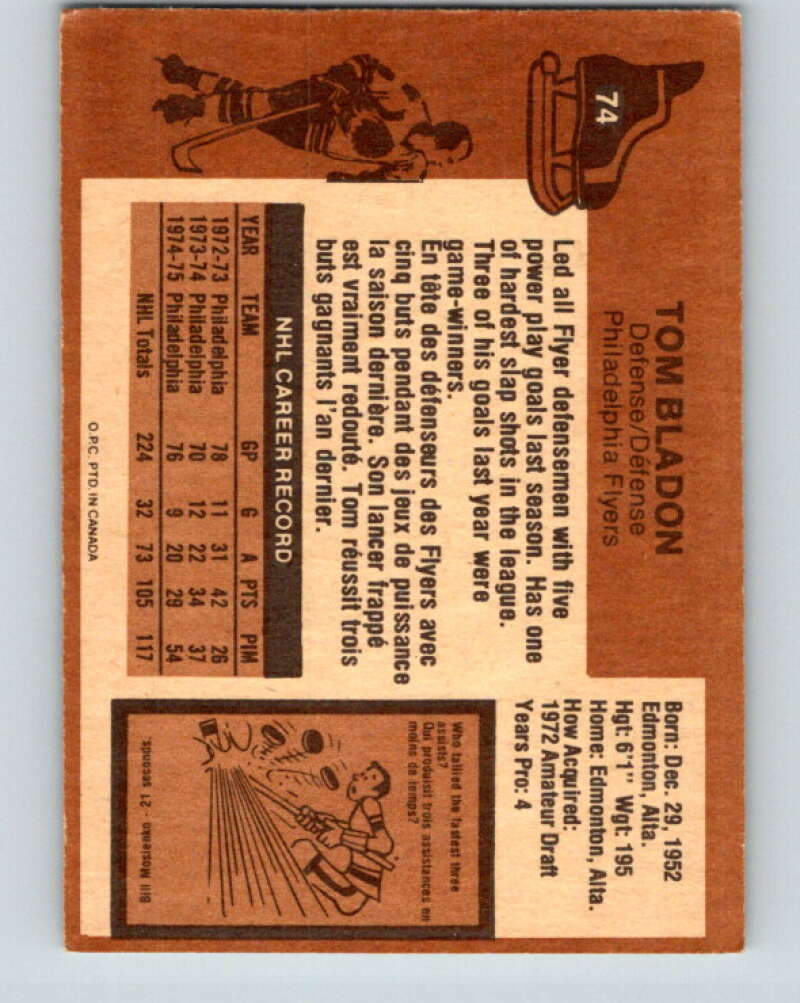 74
TOM BLADON
Defense/Défense
Philadelphia Flyers
Led all Flyer defensemen with five
power play goals last season. Has one
of hardest slap shots in the league.
Three of his goals last year were
game-winners.
En tête des défenseurs des Flyers avec
cinq buts pendant des jeux de puissance
la saison dernière. Son lancer frappé
est vraiment redouté. Tom réussit trois
buts gagnants l'an dernier.
NHL CAREER RECORD
YEAR TEAM GP G A PTS PIM
1972-73 Philadelphia 78 11 31 42 26
1973-74 Philadelphia 70 12 22 34 37
1974-75 Philadelphia 76 9 20 29 54
NHL Totals 224 32 73 105 117
O.P.C. PTD. IN CANADA
Born: Dec. 29, 1952
Edmonton, Alta.
Hgt: 6'1" Wgt: 195
Home: Edmonton, Alta.
How Acquired:
1972 Amateur Draft
Years Pro: 4
Who tallied the fastest three
assists?
Qui produisit trois assistances en
moins de temps?
Bill Mosienko - 21 seconds.